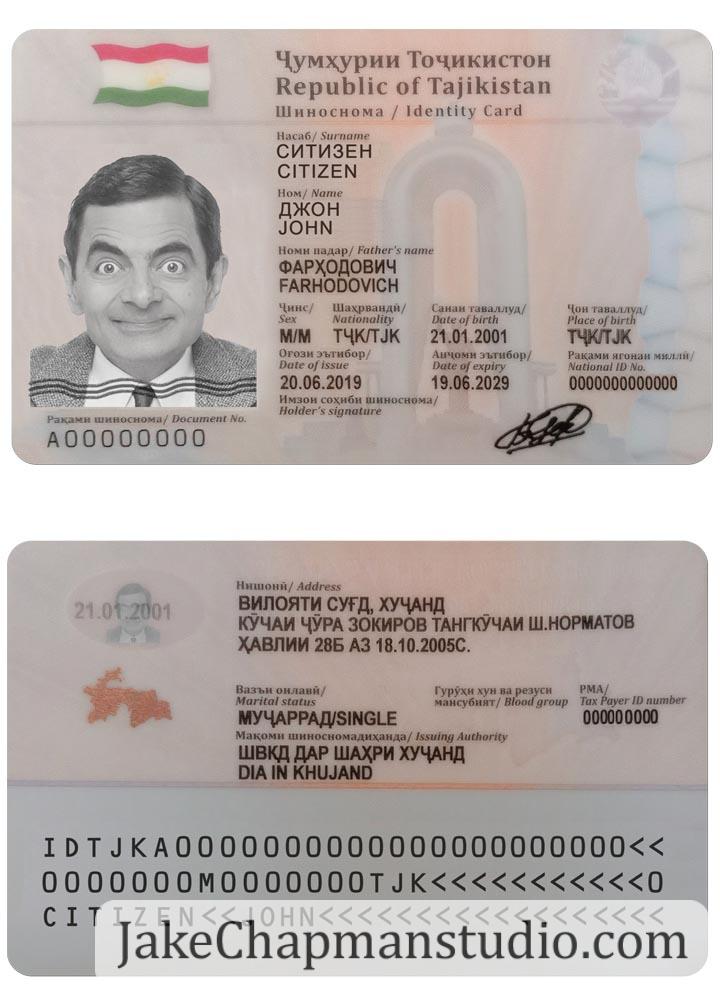 Ҷумҳурии Тоҷикистон
Republic of Tajikistan
Шиноснома / Identity Card
Насаб/ Surname
СИТИЗЕН
CITIZEN
Ном/ Name
ДЖОН
JOHN
Номи падар/ Father's name
ФАРҲОДОВИЧ
FARHODOVICH
Ҷинс/ Sex
Шаҳрвандӣ/ Nationality
Санаи таваллуд/ Date of birth
Ҷои таваллуд/ Place of birth
M/M ТҶК/TJK 21.01.2001 ТҶК/TJK
Оғози эътибор/ Date of issue
Анҷоми эътибор/ Date of expiry
Рақами ягонаи миллӣ/ National ID No.
20.06.2019 19.06.2029 0000000000000
Имзои соҳиби шиноснома/
Holder's signature
Рақами шиноснома/ Document No.
A00000000
21.01.2001
Нишонӣ/ Address
ВИЛОЯТИ СУҒД, ХУҶАНД
КӮЧАИ ҶӮРА ЗОКИРОВ ТАНГКӮЧАИ Ш.НОРМАТОВ
ҲАВЛИИ 28Б АЗ 18.10.2005С.
Вазъи оилавӣ/
Marital status
Гурӯҳи хун ва резуси
мансубият/ Blood group
РМА/
Tax Payer ID number
МУҶАРРАД/SINGLE 000000000
Мақоми шиносномадиҳанда/ Issuing Authority
ШВКД ДАР ШАҲРИ ХУҶАНД
DIA IN KHUJAND
IDTJKA00000000000000000000000<<
0000000M0000000TJK<<<<<<<<<<<0
CITIZEN<<JOHN<<<<<<<<<<<<<<<<<
JakeChapmanstudio.com